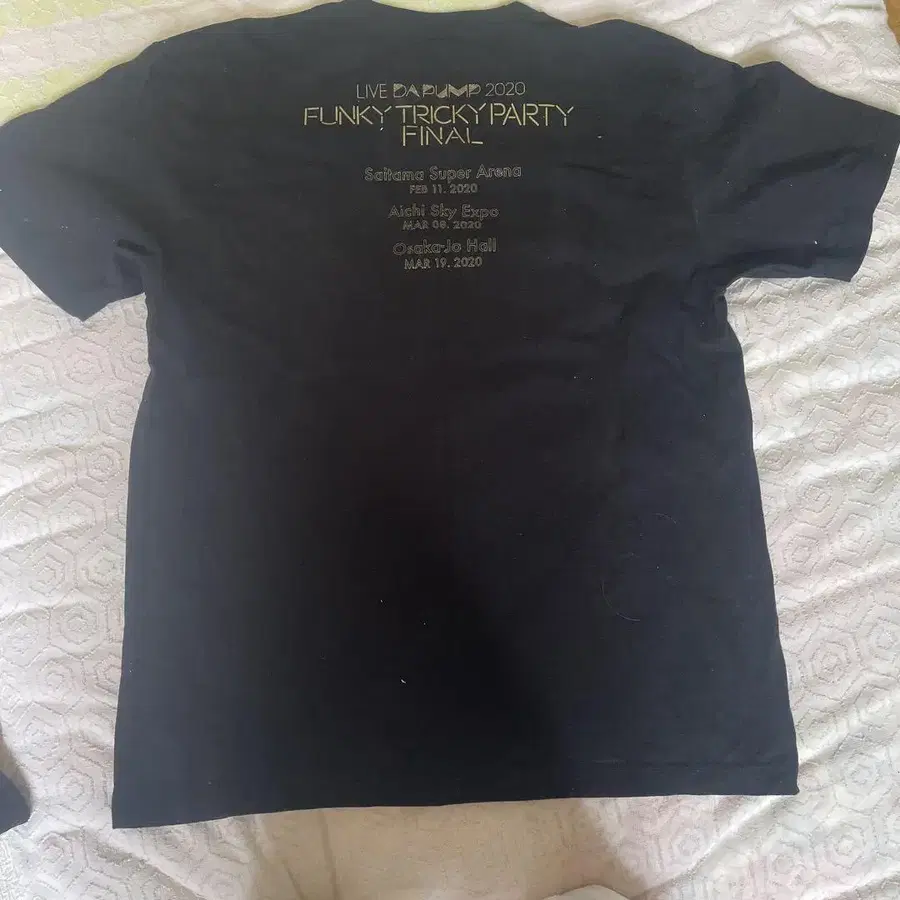 LIVE DA PUMP 2020
FUNKY TRICKY PARTY
FINAL
Saitama Super Arena
FEB 11. 2020
Aichi Sky Expo
MAR 08. 2020
Osaka-Jo Hall
MAR 19. 2020